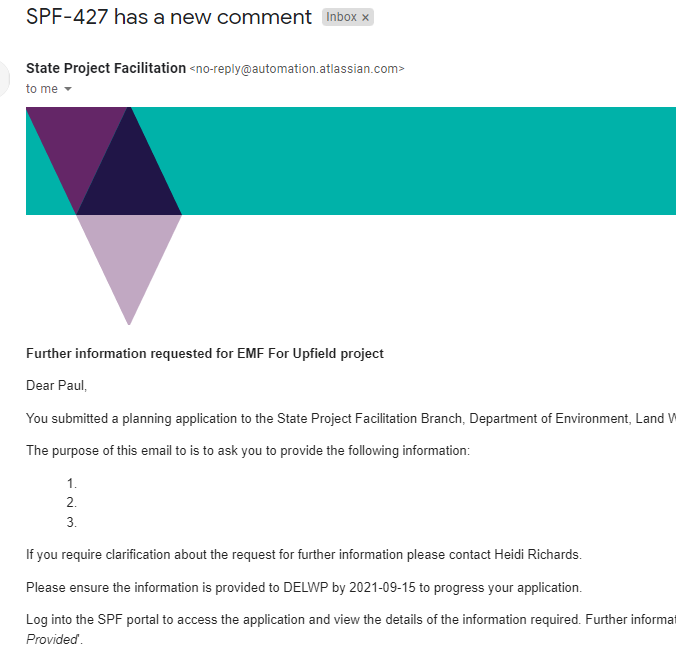 SPF-427 has a new comment Inbox x
State Project Facilitation <no-reply@automation.atlassian.com>
to me
Further information requested for EMF For Upfield project
Dear Paul,
You submitted a planning application to the State Project Facilitation Branch, Department of Environment, Land
The purpose of this email to is to ask you to provide the following information:
1.
2.
3.
If you require clarification about the request for further information please contact Heidi Richards.
Please ensure the information is provided to DELWP by 2021-09-15 to progress your application.
Log into the SPF portal to access the application and view the details of the information required. Further
Provided'.